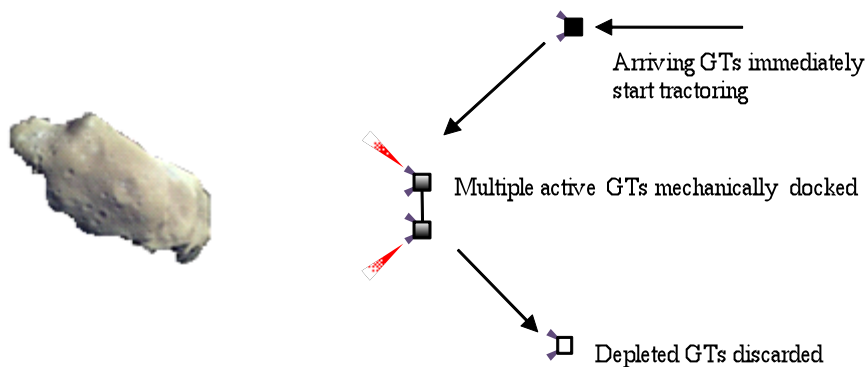 Arriving GTs immediately
start tractoring
Multiple active GTs mechanically docked
Depleted GTs discarded